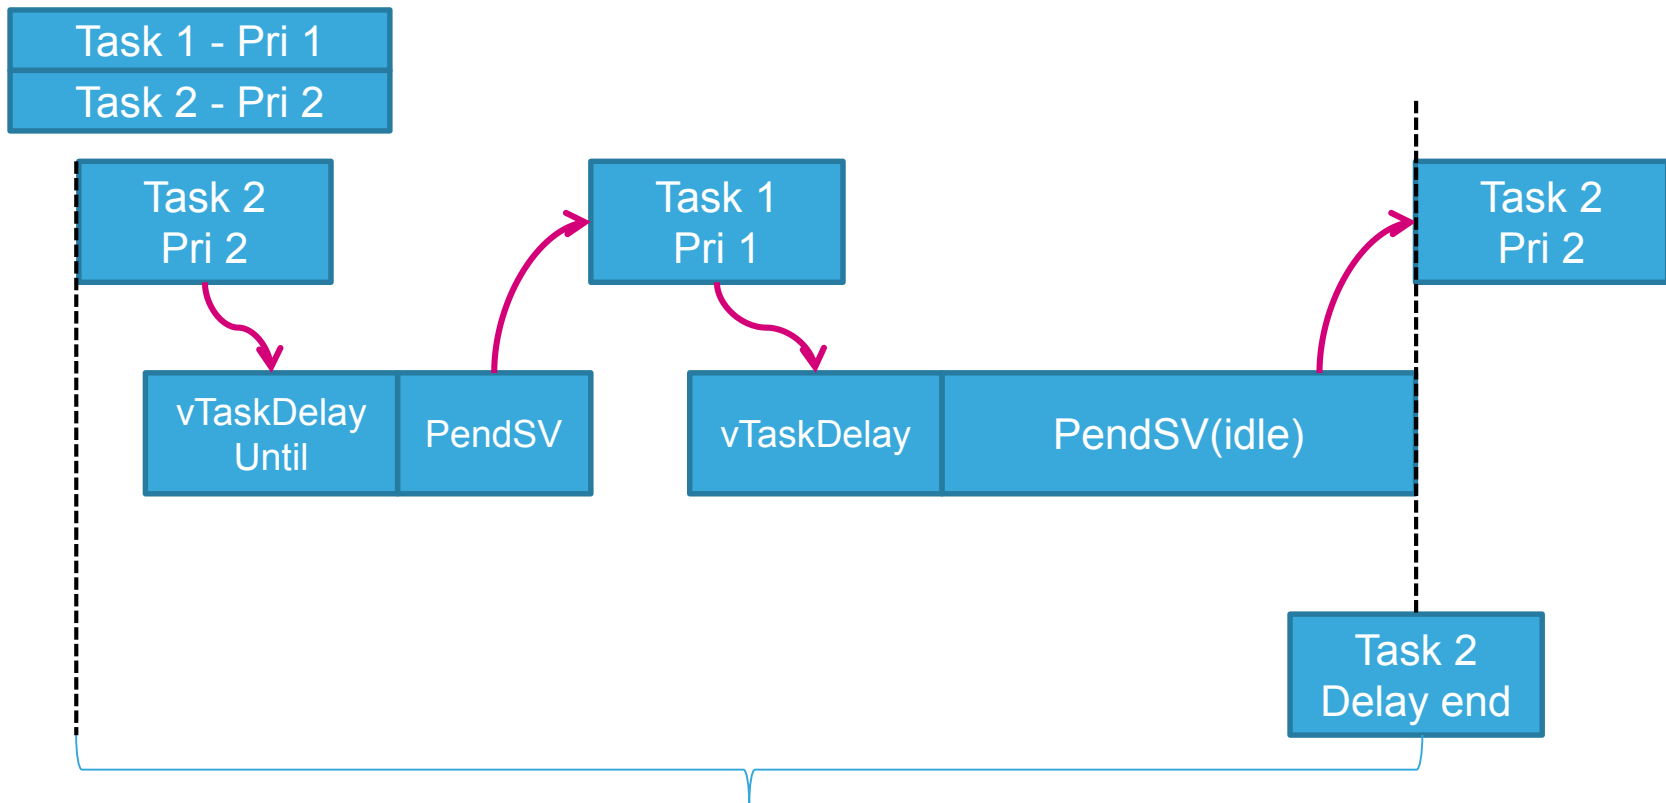 Task 1 - Pri 1
Task 2 - Pri 2
Task 2
Pri 2
Task 1
Pri 1
Task 2
Pri 2
vTaskDelay
Until
PendSV
vTaskDelay
PendSV(idle)
Task 2
Delay end